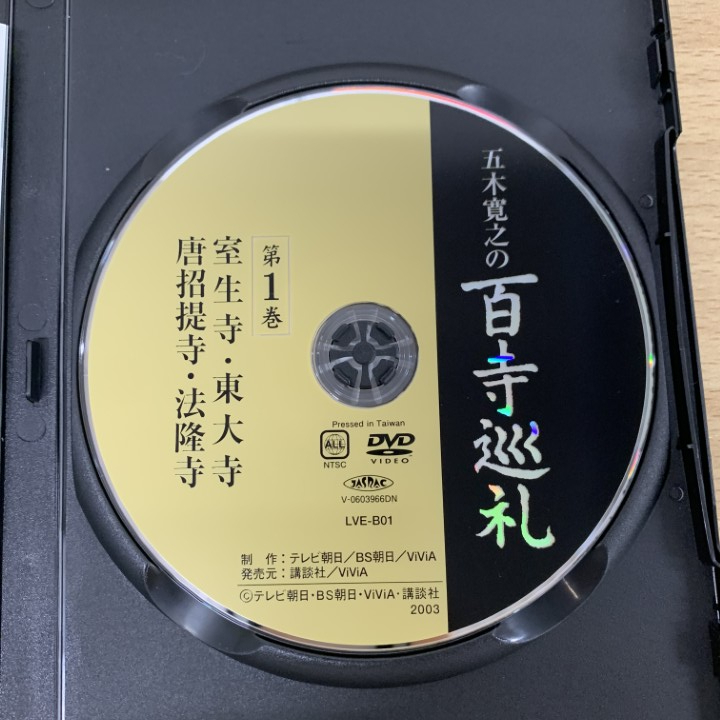 五木寛之の
百寺巡礼
第1巻
室生寺・東大寺
唐招提寺・法隆寺
Pressed in Taiwan
ALL
NTSC
DVD
VIDEO
JASRAC
V-0603966DN
LVE-B01
制 作：テレビ朝日／BS朝日／ViViA
発売元：講談社／ViViA
©テレビ朝日・BS朝日・ViViA・講談社
2003